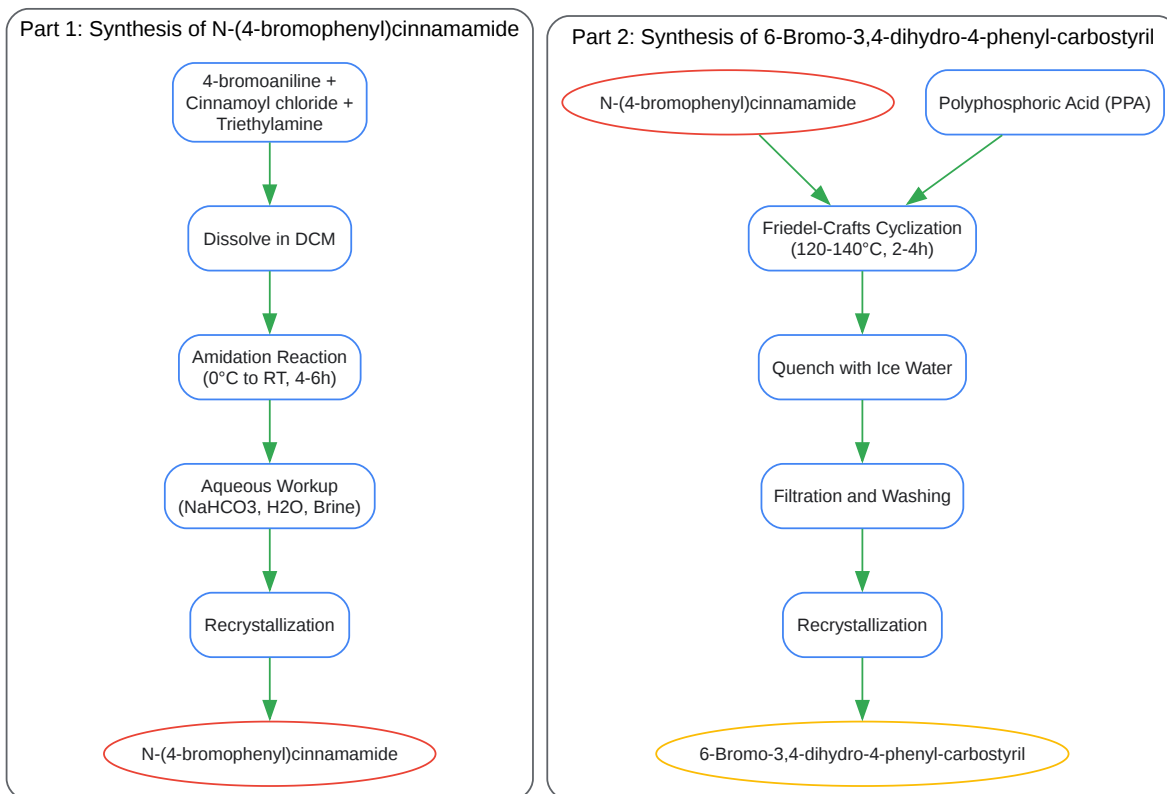 Part 1: Synthesis of N-(4-bromophenyl)cinnamamide
4-bromoaniline +
Cinnamoyl chloride +
Triethylamine
Dissolve in DCM
Amidation Reaction
(0°C to RT, 4-6h)
Aqueous Workup
(NaHCO3, H2O, Brine)
Recrystallization
N-(4-bromophenyl)cinnamamide
Part 2: Synthesis of 6-Bromo-3,4-dihydro-4-phenyl-carbostyril
N-(4-bromophenyl)cinnamamide
Polyphosphoric Acid (PPA)
Friedel-Crafts Cyclization
(120-140°C, 2-4h)
Quench with Ice Water
Filtration and Washing
Recrystallization
6-Bromo-3,4-dihydro-4-phenyl-carbostyril